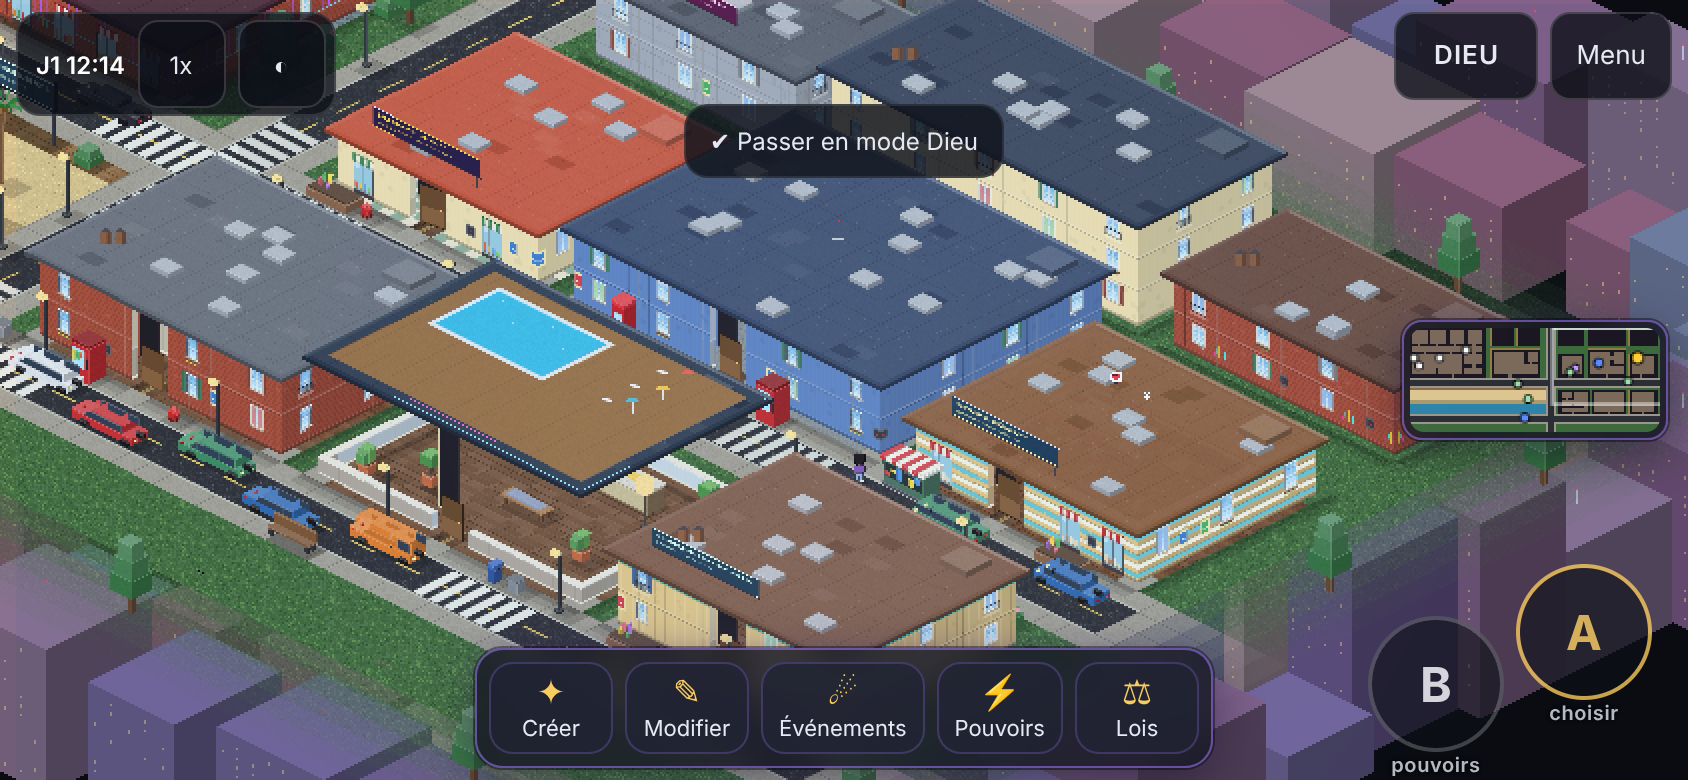 J1 12:14
1x
DIEU
Menu
✔ Passer en mode Dieu
A
choisir
B
pouvoirs
Créer
Modifier
Événements
Pouvoirs
Lois